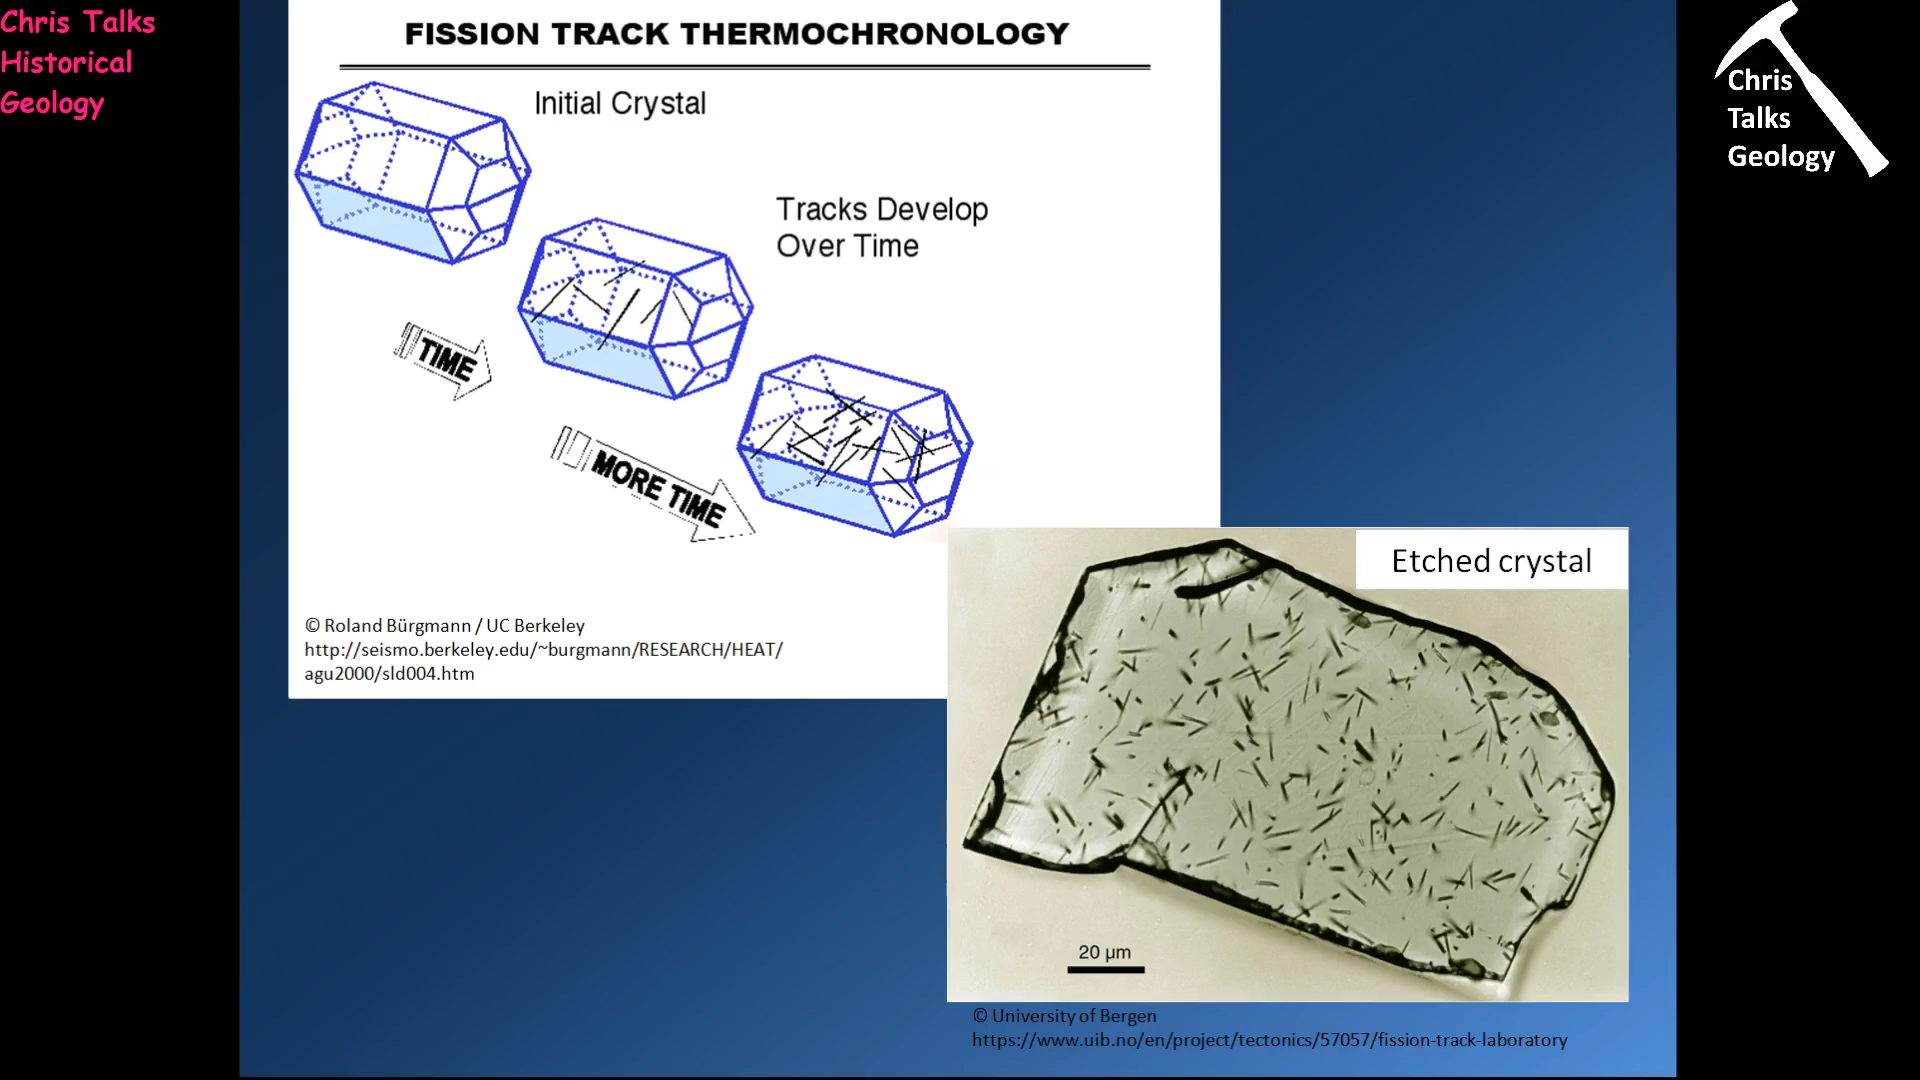 Chris Talks
Historical
Geology
FISSION TRACK THERMOCHRONOLOGY
Initial Crystal
Tracks Develop
Over Time
TIME
MORE TIME
© Roland Bürgmann / UC Berkeley
http://seismo.berkeley.edu/~burgmann/RESEARCH/HEAT/
agu2000/sld004.htm
Etched crystal
20 µm
© University of Bergen
https://www.uib.no/en/project/tectonics/57057/fission-track-laboratory
Chris
Talks
Geology